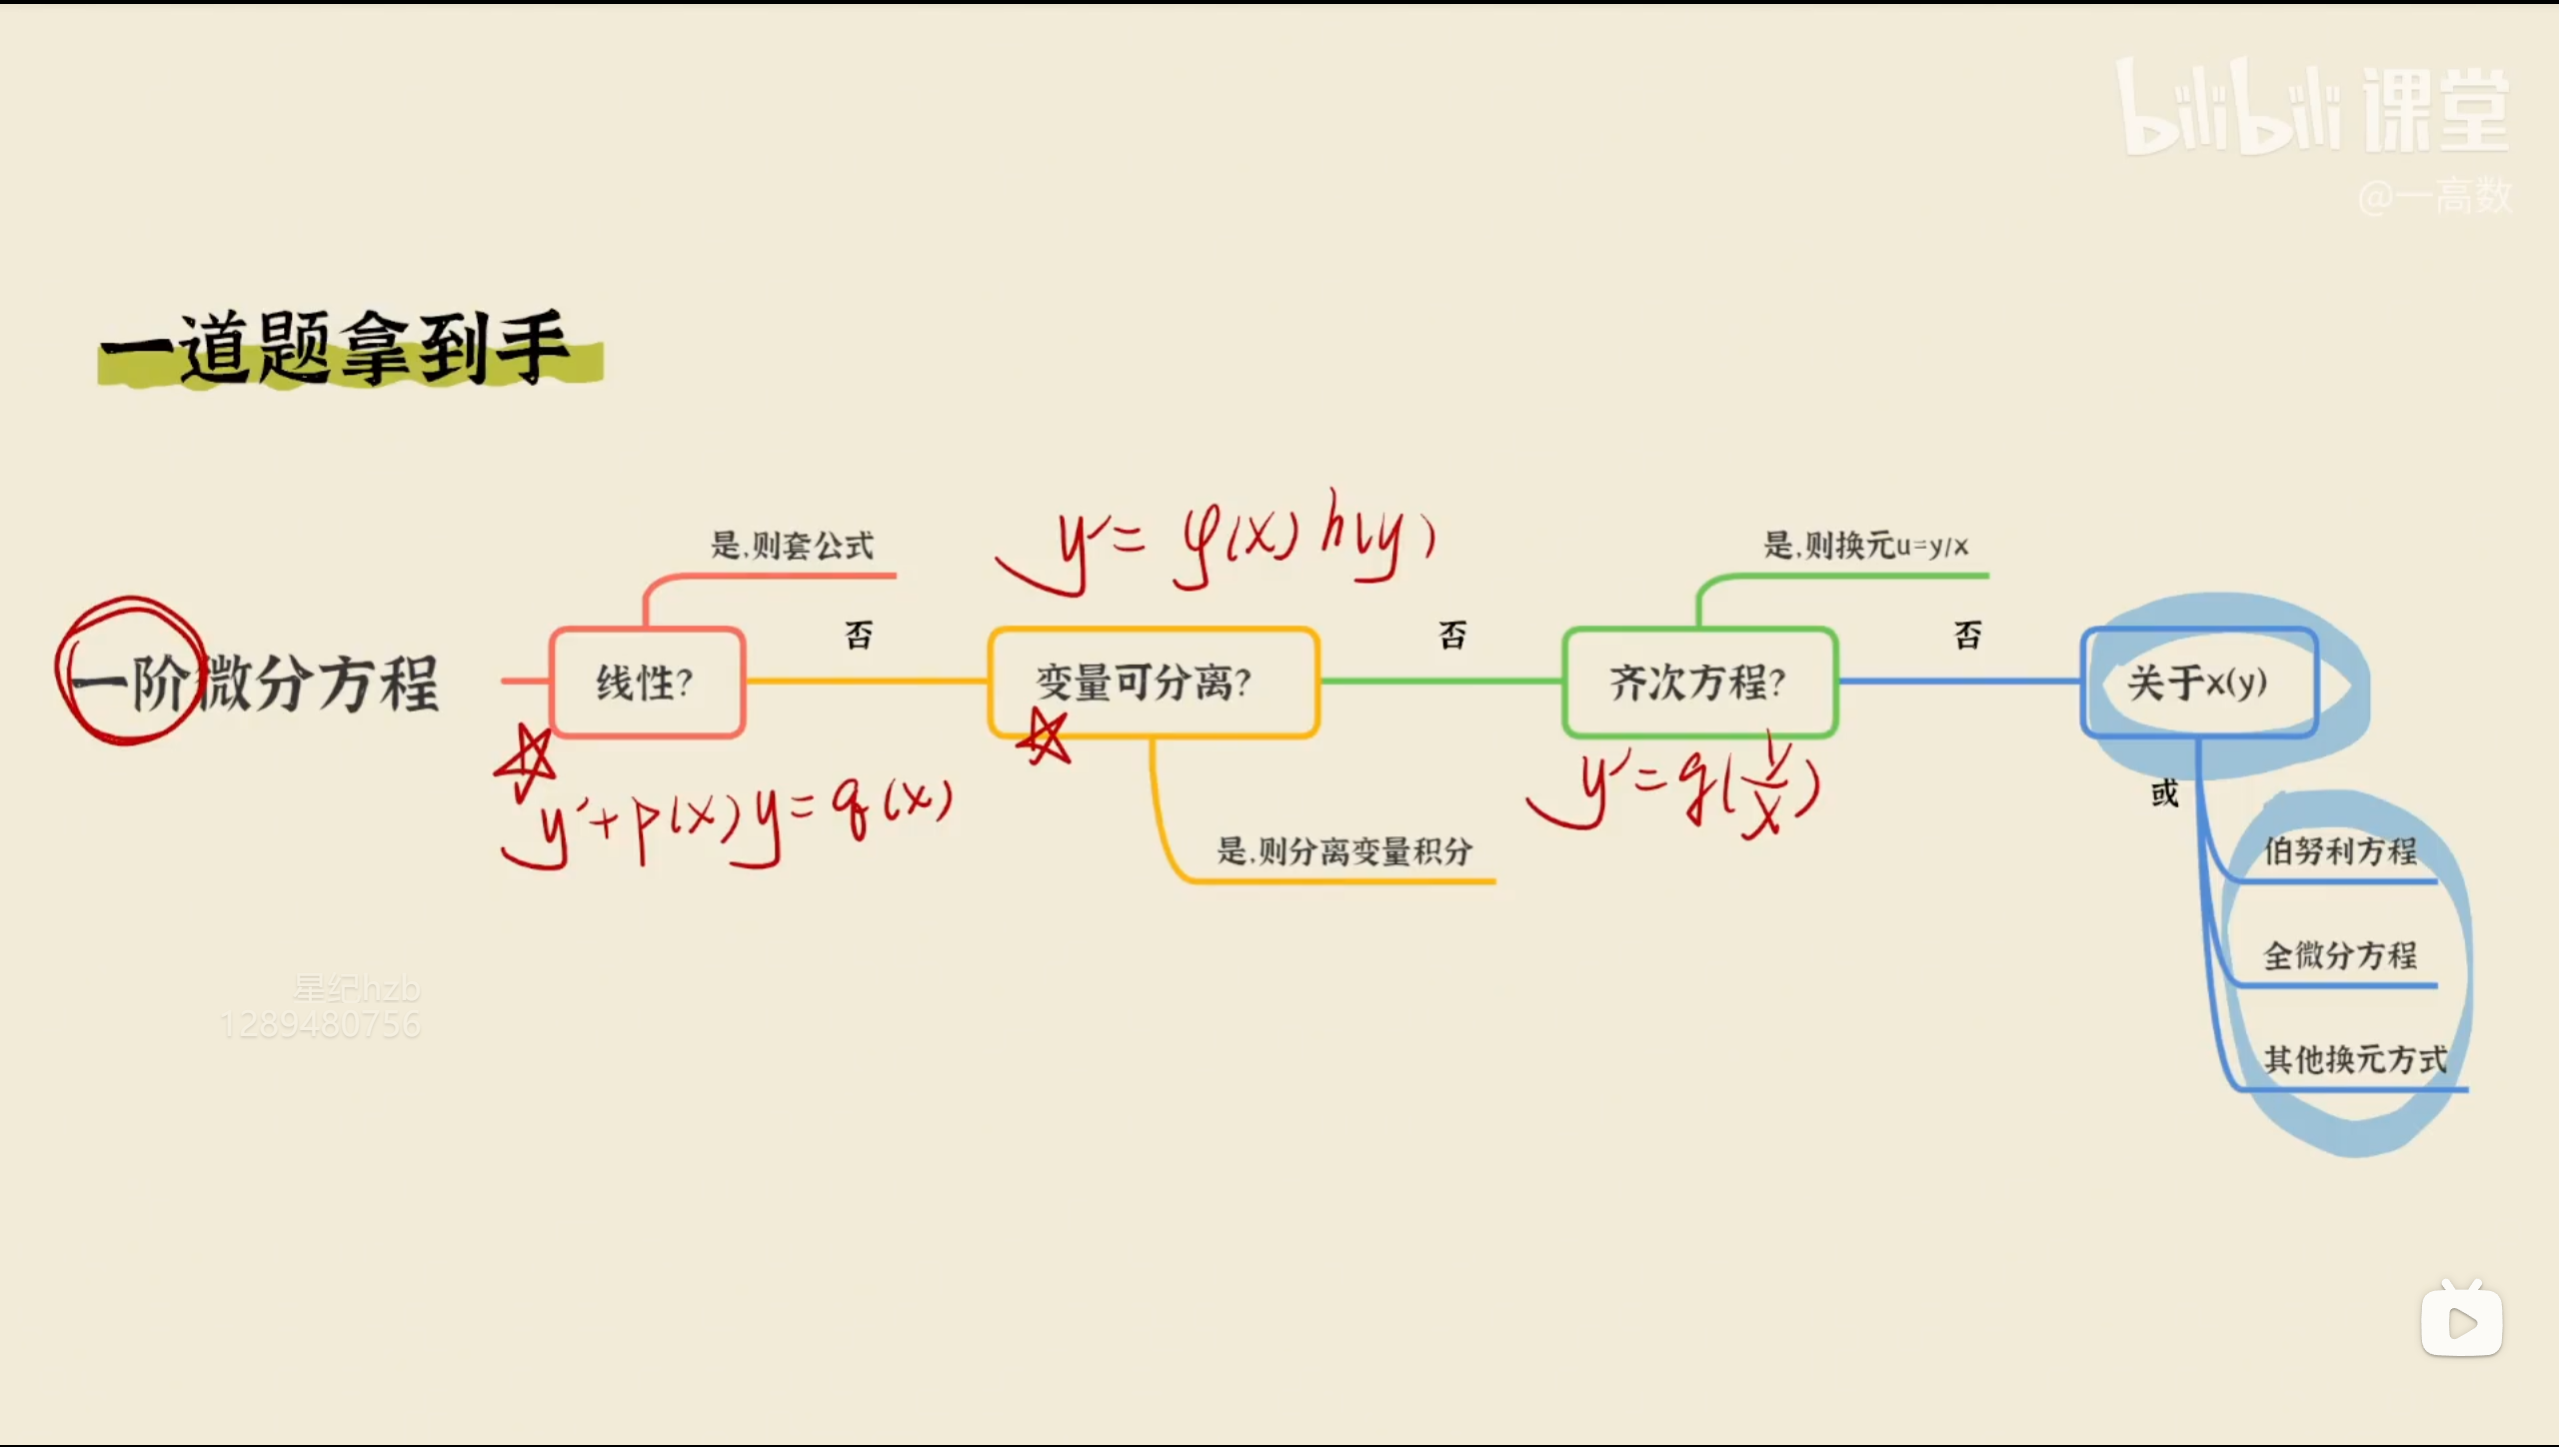 bilibili 课堂
@一高数
一道题拿到手
是,则套公式
y'= φ(x) h(y)
是,则换元u=y/x
否
否
否
一阶微分方程
线性?
变量可分离?
齐次方程?
关于x(y)
y'+p(x)y=q(x)
y'=g(y/x)
或
是,则分离变量积分
伯努利方程
全微分方程
其他换元方式
星纪hzb
1289480756